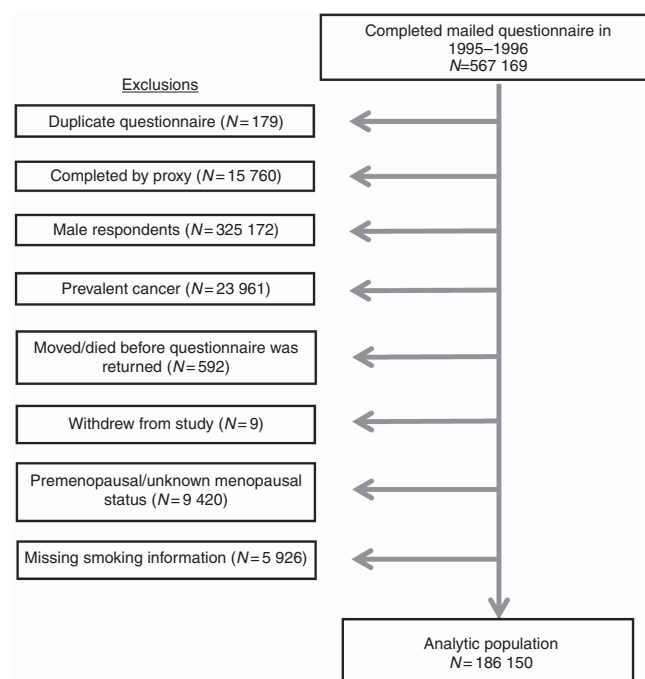 Completed mailed questionnaire in
1995–1996
N=567 169
Exclusions
Duplicate questionnaire (N=179)
Completed by proxy (N=15 760)
Male respondents (N=325 172)
Prevalent cancer (N=23 961)
Moved/died before questionnaire was
returned (N=592)
Withdrew from study (N=9)
Premenopausal/unknown menopausal
status (N=9 420)
Missing smoking information (N=5 926)
Analytic population
N=186 150